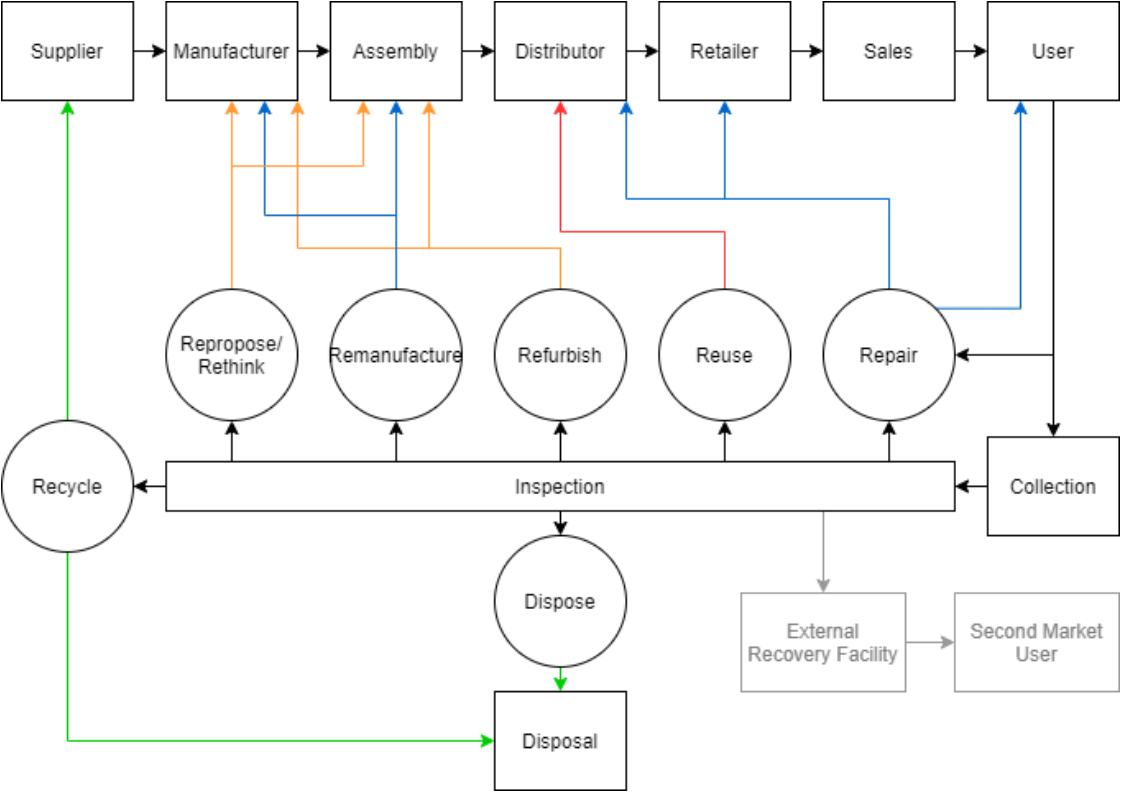 Supplier
Manufacturer
Assembly
Distributor
Retailer
Sales
User
Repropose/
Rethink
Remanufacture
Refurbish
Reuse
Repair
Recycle
Inspection
Collection
Dispose
External
Recovery Facility
Second Market
User
Disposal